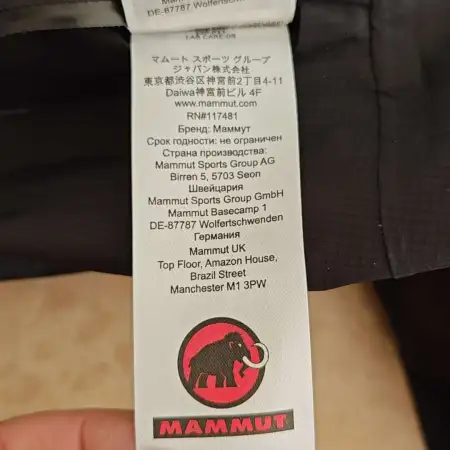 DE-87787 Wolfertschwenden
マムート スポーツ グループ
ジャパン株式会社
東京都渋谷区神宮前2丁目4-11
Daiwa神宮前ビル 4F
www.mammut.com
RN#117481
Бренд: Маммут
Срок годности: не ограничен
Страна производства:
Mammut Sports Group AG
Birren 5, 5703 Seon
Швейцария
Mammut Sports Group GmbH
Mammut Basecamp 1
DE-87787 Wolfertschwenden
Германия
Mammut UK
Top Floor, Amazon House,
Brazil Street
Manchester M1 3PW
MAMMUT